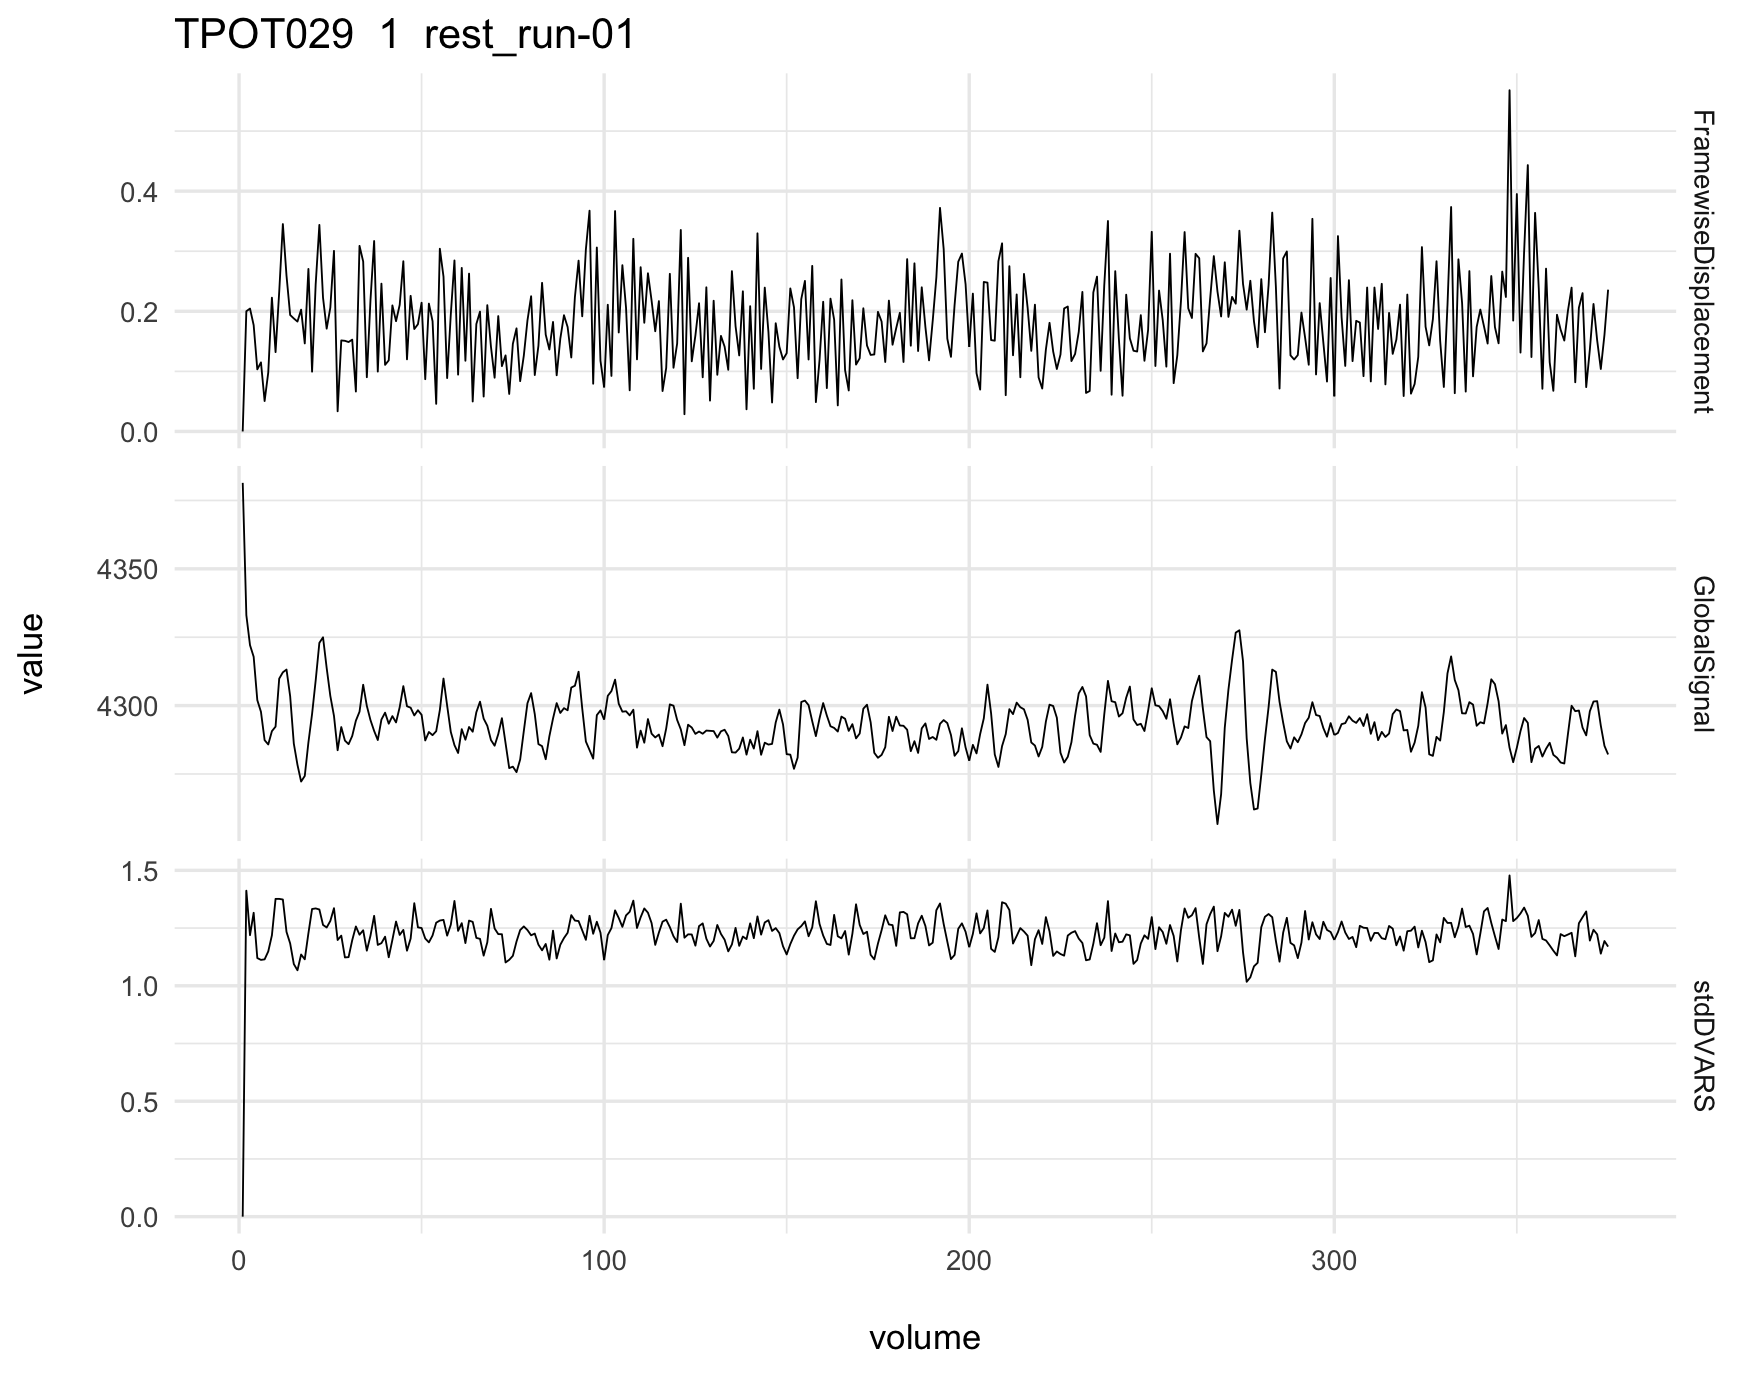 TPOT029 1 rest_run-01
FramewiseDisplacement
0.4
0.2
0.0
GlobalSignal
4350
4300
value
stdDVARS
1.5
1.0
0.5
0.0
0 100 200 300
volume